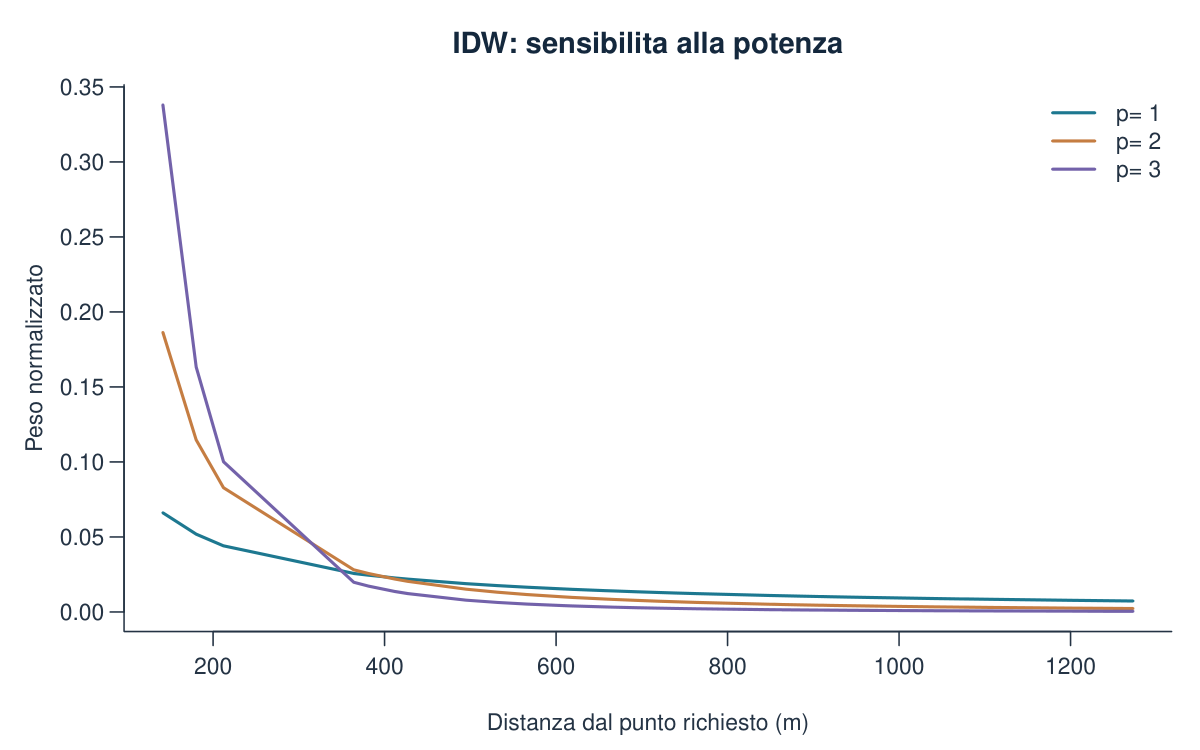 IDW: sensibilita alla potenza
p= 1
p= 2
p= 3
Peso normalizzato
0.35
0.30
0.25
0.20
0.15
0.10
0.05
0.00
200 400 600 800 1000 1200
Distanza dal punto richiesto (m)